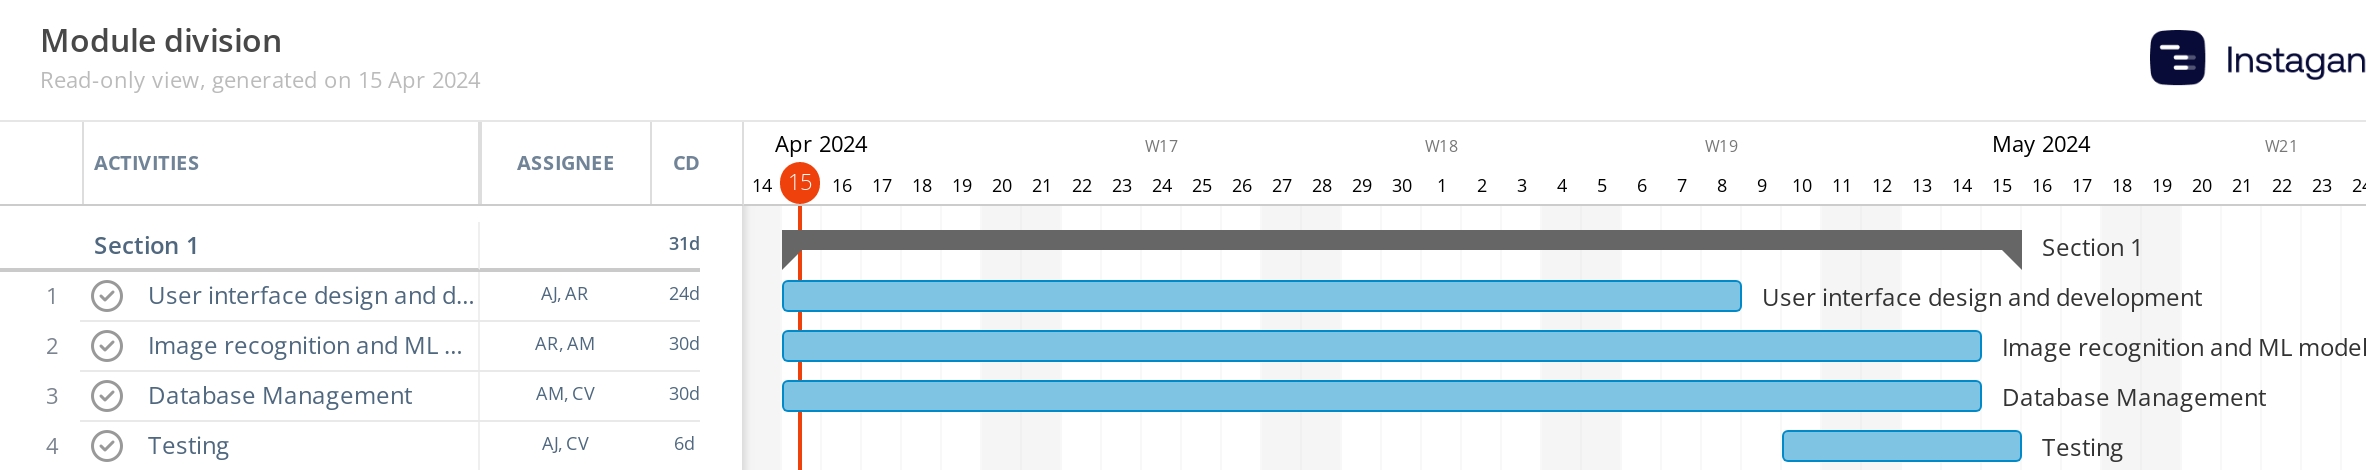 Module division
Read-only view, generated on 15 Apr 2024
Instagan
Apr 2024 W17 W18 W19 May 2024 W21
ACTIVITIES ASSIGNEE CD
14 15 16 17 18 19 20 21 22 23 24 25 26 27 28 29 30 1 2 3 4 5 6 7 8 9 10 11 12 13 14 15 16 17 18 19 20 21 22 23 24
Section 1 31d Section 1
1 User interface design and d... AJ, AR 24d User interface design and development
2 Image recognition and ML ... AR, AM 30d Image recognition and ML model
3 Database Management AM, CV 30d Database Management
4 Testing AJ, CV 6d Testing